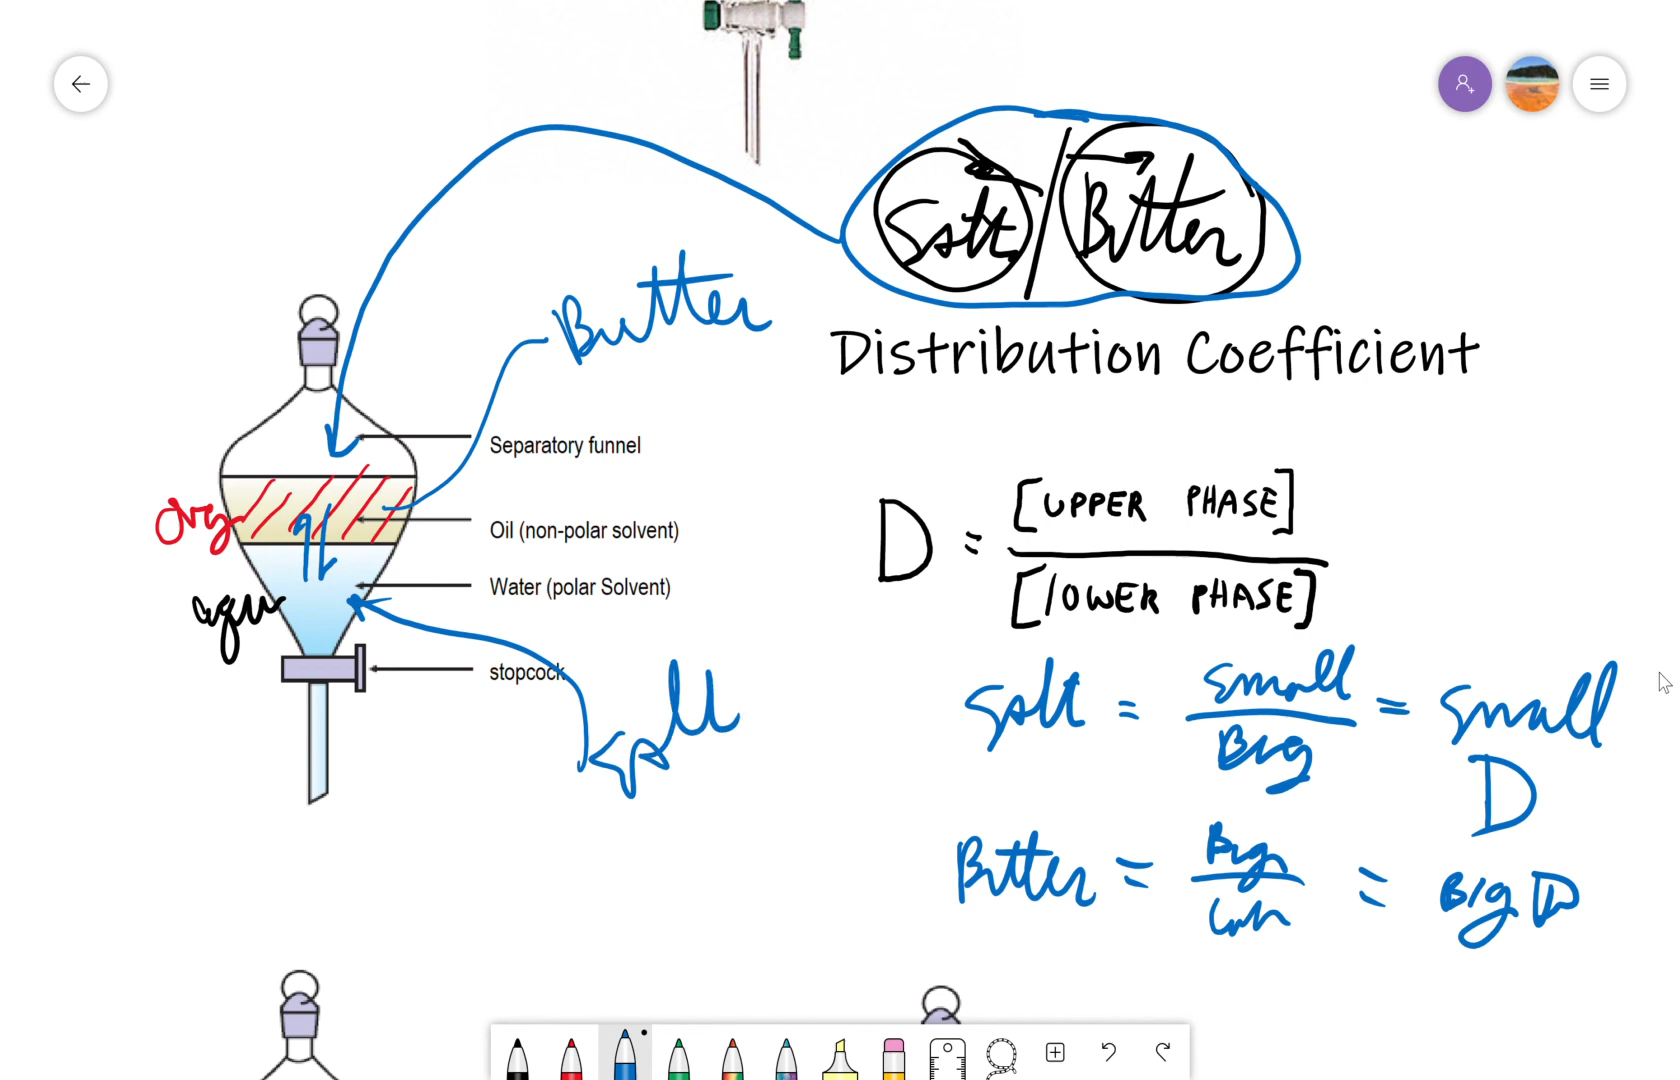 Salt / Butter
Butter
Distribution Coefficient
Separatory funnel
Org
Oil (non-polar solvent)
Water (polar Solvent)
aqu
stopcock
Salt
D = [UPPER PHASE]
[lOWER PHASE]
Salt = Small = Small
Big
D
Butter = Big = Big D